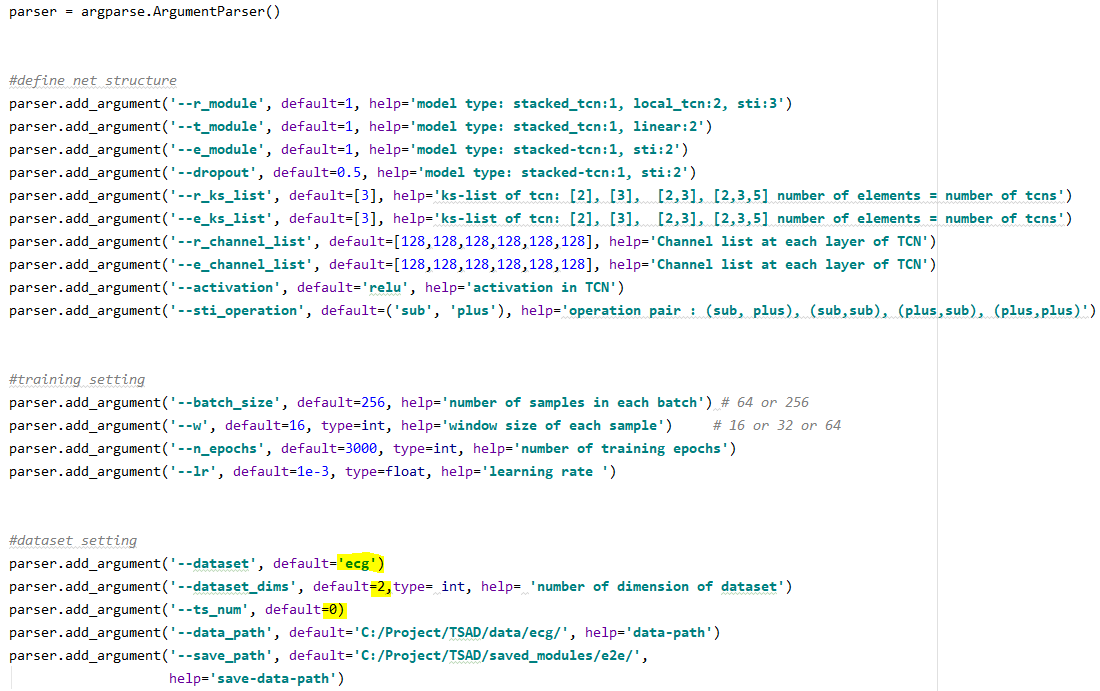 parser = argparse.ArgumentParser()
#define net structure
parser.add_argument('--r_module', default=1, help='model type: stacked_tcn:1, local_tcn:2, sti:3')
parser.add_argument('--t_module', default=1, help='model type: stacked_tcn:1, linear:2')
parser.add_argument('--e_module', default=1, help='model type: stacked-tcn:1, sti:2')
parser.add_argument('--dropout', default=0.5, help='model type: stacked-tcn:1, sti:2')
parser.add_argument('--r_ks_list', default=[3], help='ks-list of tcn: [2], [3],  [2,3], [2,3,5] number of elements = number of tcns')
parser.add_argument('--e_ks_list', default=[3], help='ks-list of tcn: [2], [3],  [2,3], [2,3,5] number of elements = number of tcns')
parser.add_argument('--r_channel_list', default=[128,128,128,128,128,128], help='Channel list at each layer of TCN')
parser.add_argument('--e_channel_list', default=[128,128,128,128,128,128], help='Channel list at each layer of TCN')
parser.add_argument('--activation', default='relu', help='activation in TCN')
parser.add_argument('--sti_operation', default=('sub', 'plus'), help='operation pair : (sub, plus), (sub,sub), (plus,sub), (plus,plus)')
#training setting
parser.add_argument('--batch_size', default=256, help='number of samples in each batch') # 64 or 256
parser.add_argument('--w', default=16, type=int, help='window size of each sample')     # 16 or 32 or 64
parser.add_argument('--n_epochs', default=3000, type=int, help='number of training epochs')
parser.add_argument('--lr', default=1e-3, type=float, help='learning rate ')
#dataset setting
parser.add_argument('--dataset', default='ecg')
parser.add_argument('--dataset_dims', default=2,type= int, help= 'number of dimension of dataset')
parser.add_argument('--ts_num', default=0)
parser.add_argument('--data_path', default='C:/Project/TSAD/data/ecg/', help='data-path')
parser.add_argument('--save_path', default='C:/Project/TSAD/saved_modules/e2e/',
help='save-data-path')